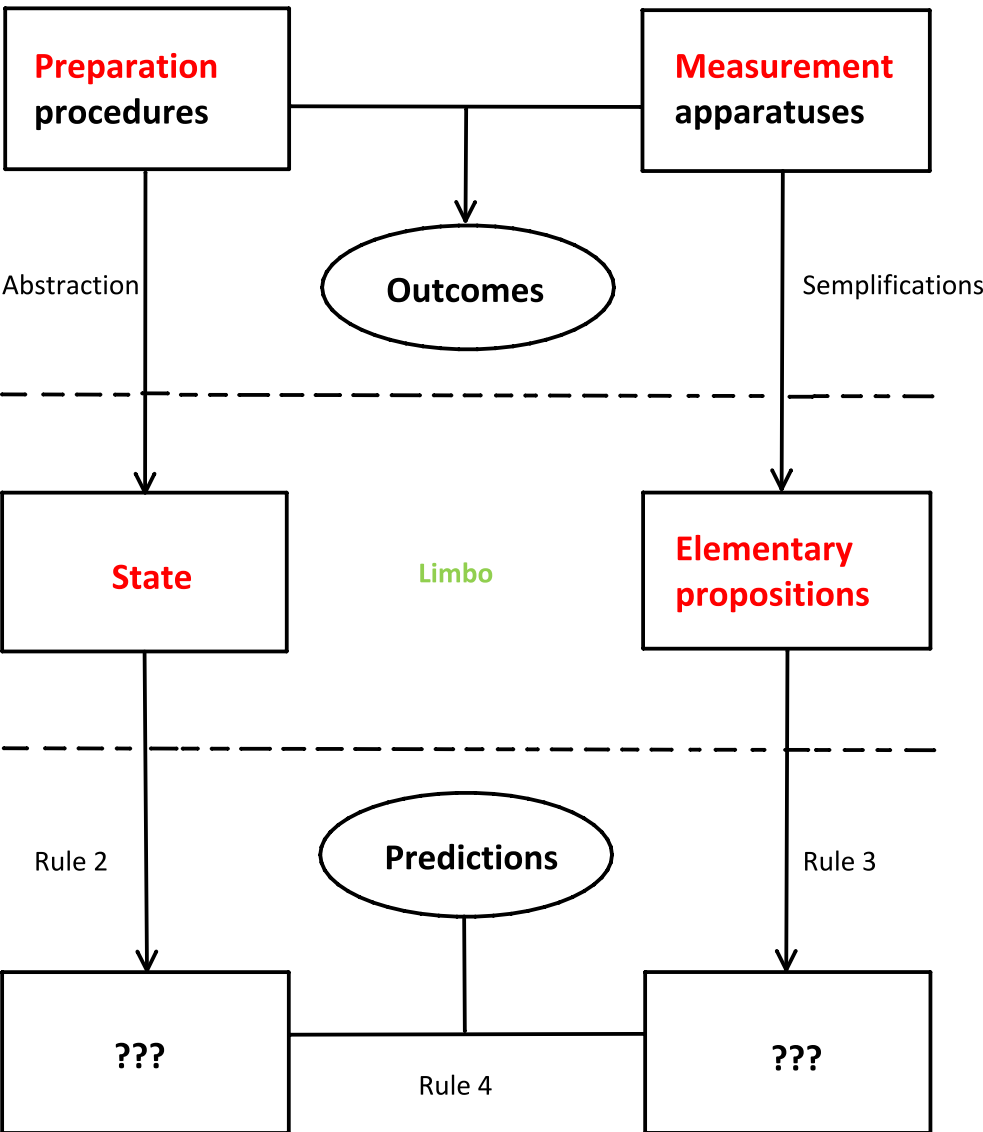 Preparation
procedures
Measurement
apparatuses
Abstraction
Outcomes
Semplifications
State
Limbo
Elementary
propositions
Rule 2
Predictions
Rule 3
???
Rule 4
???